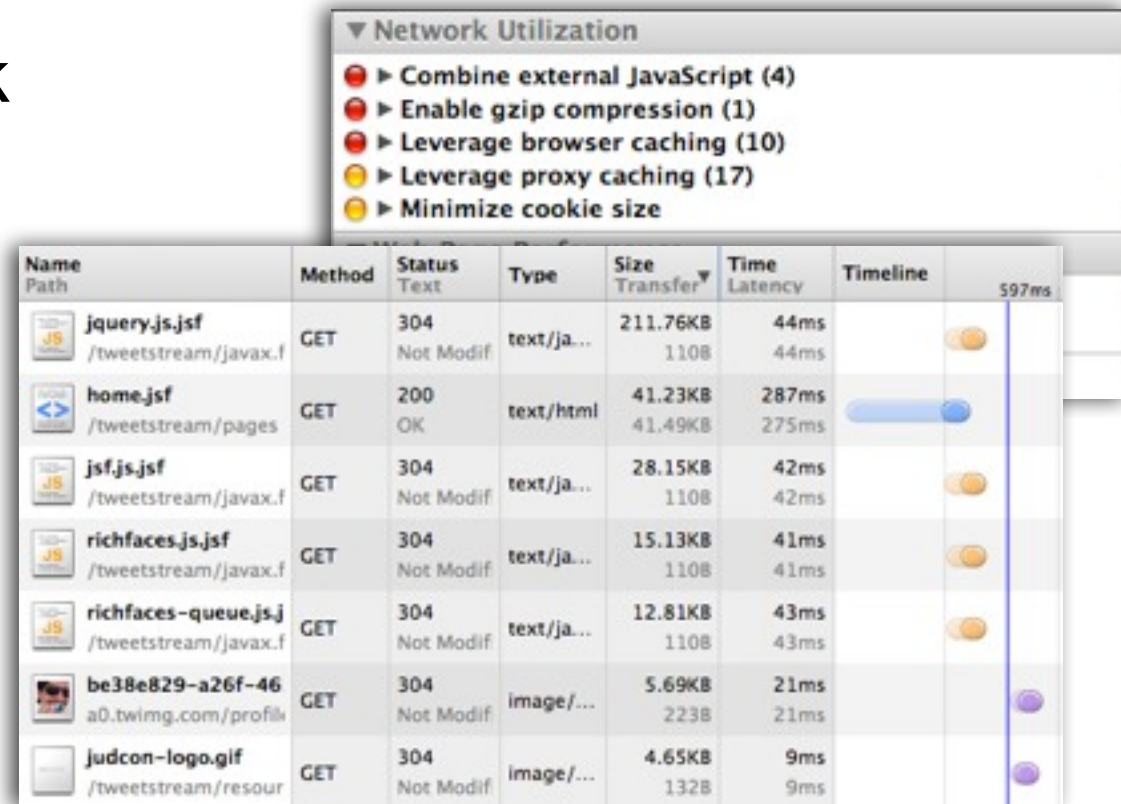 k
Network Utilization
Combine external JavaScript (4)
Enable gzip compression (1)
Leverage browser caching (10)
Leverage proxy caching (17)
Minimize cookie size
Name Method Status Type Size Time Timeline
Path Text Transfer Latency 597ms
jquery.js.jsf GET 304 text/ja... 211.76KB 44ms
/tweetstream/javax.f Not Modif 110B 44ms
home.jsf GET 200 text/html 41.23KB 287ms
/tweetstream/pages OK 41.49KB 275ms
jsf.js.jsf GET 304 text/ja... 28.15KB 42ms
/tweetstream/javax.f Not Modif 110B 42ms
richfaces.js.jsf GET 304 text/ja... 15.13KB 41ms
/tweetstream/javax.f Not Modif 110B 41ms
richfaces-queue.js.j GET 304 text/ja... 12.81KB 43ms
/tweetstream/javax.f Not Modif 110B 43ms
be38e829-a26f-46 GET 304 image/... 5.69KB 21ms
a0.twimg.com/profile Not Modif 223B 21ms
judcon-logo.gif GET 304 image/... 4.65KB 9ms
/tweetstream/resour Not Modif 132B 9ms